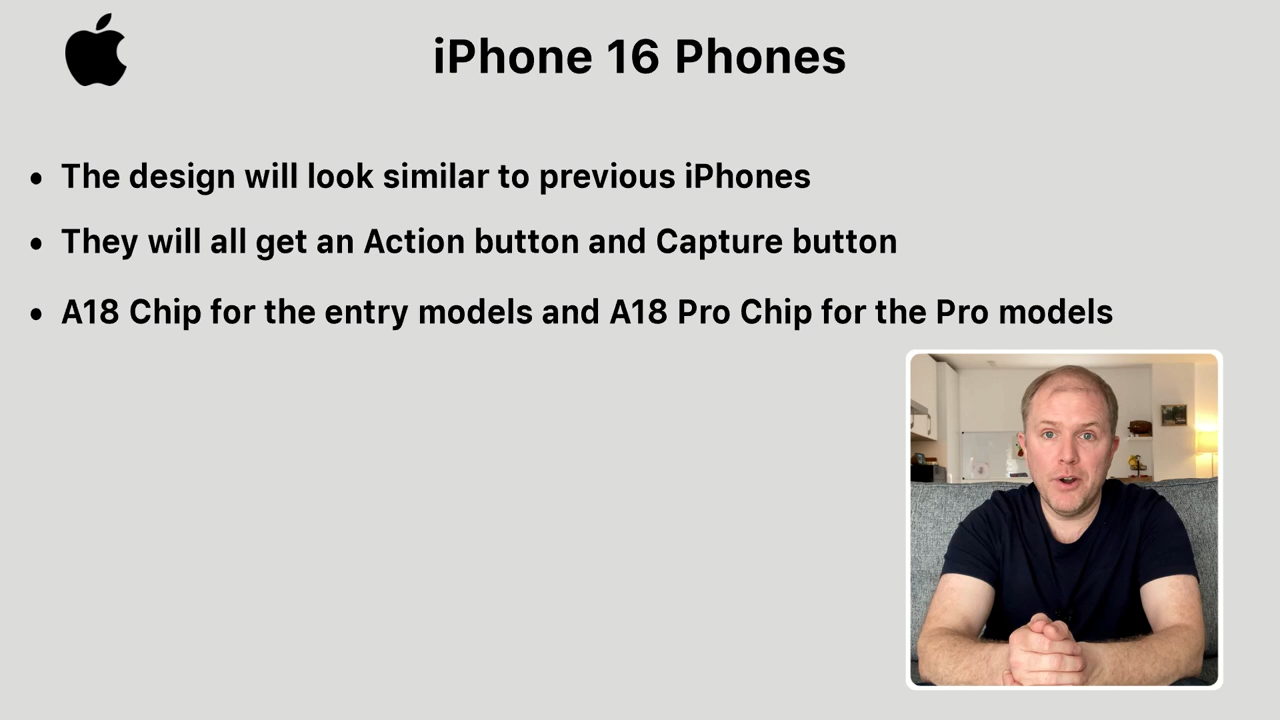 iPhone 16 Phones
• The design will look similar to previous iPhones
• They will all get an Action button and Capture button
• A18 Chip for the entry models and A18 Pro Chip for the Pro models